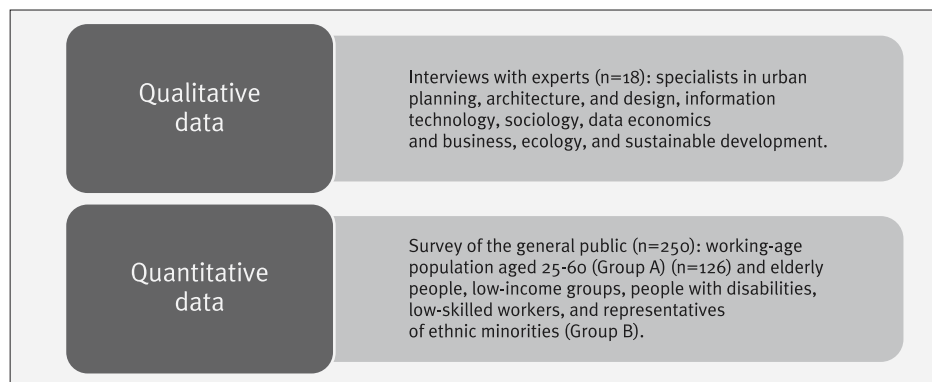 Qualitative
data
Interviews with experts (n=18): specialists in urban
planning, architecture, and design, information
technology, sociology, data economics
and business, ecology, and sustainable development.
Quantitative
data
Survey of the general public (n=250): working-age
population aged 25-60 (Group A) (n=126) and elderly
people, low-income groups, people with disabilities,
low-skilled workers, and representatives
of ethnic minorities (Group B).